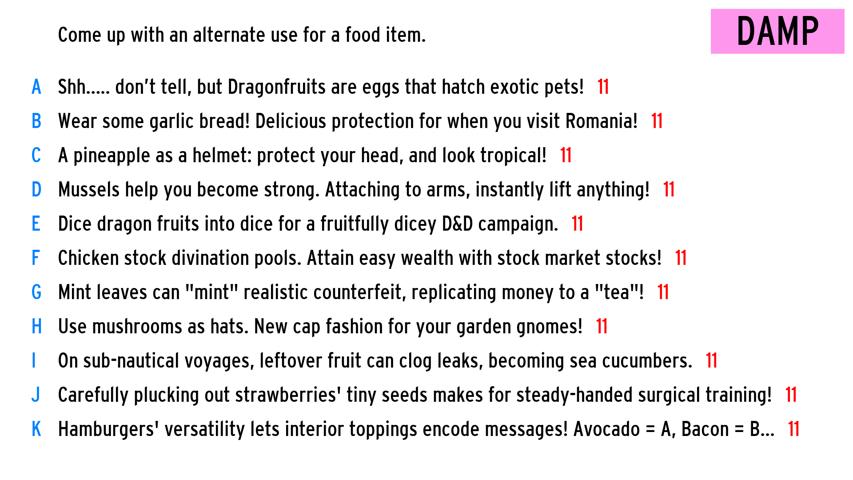 Come up with an alternate use for a food item.
DAMP
A Shh..... don't tell, but Dragonfruits are eggs that hatch exotic pets! 11
B Wear some garlic bread! Delicious protection for when you visit Romania! 11
C A pineapple as a helmet: protect your head, and look tropical! 11
D Mussels help you become strong. Attaching to arms, instantly lift anything! 11
E Dice dragon fruits into dice for a fruitfully dicey D&D campaign. 11
F Chicken stock divination pools. Attain easy wealth with stock market stocks! 11
G Mint leaves can "mint" realistic counterfeit, replicating money to a "tea"! 11
H Use mushrooms as hats. New cap fashion for your garden gnomes! 11
I On sub-nautical voyages, leftover fruit can clog leaks, becoming sea cucumbers. 11
J Carefully plucking out strawberries' tiny seeds makes for steady-handed surgical training! 11
K Hamburgers' versatility lets interior toppings encode messages! Avocado = A, Bacon = B... 11